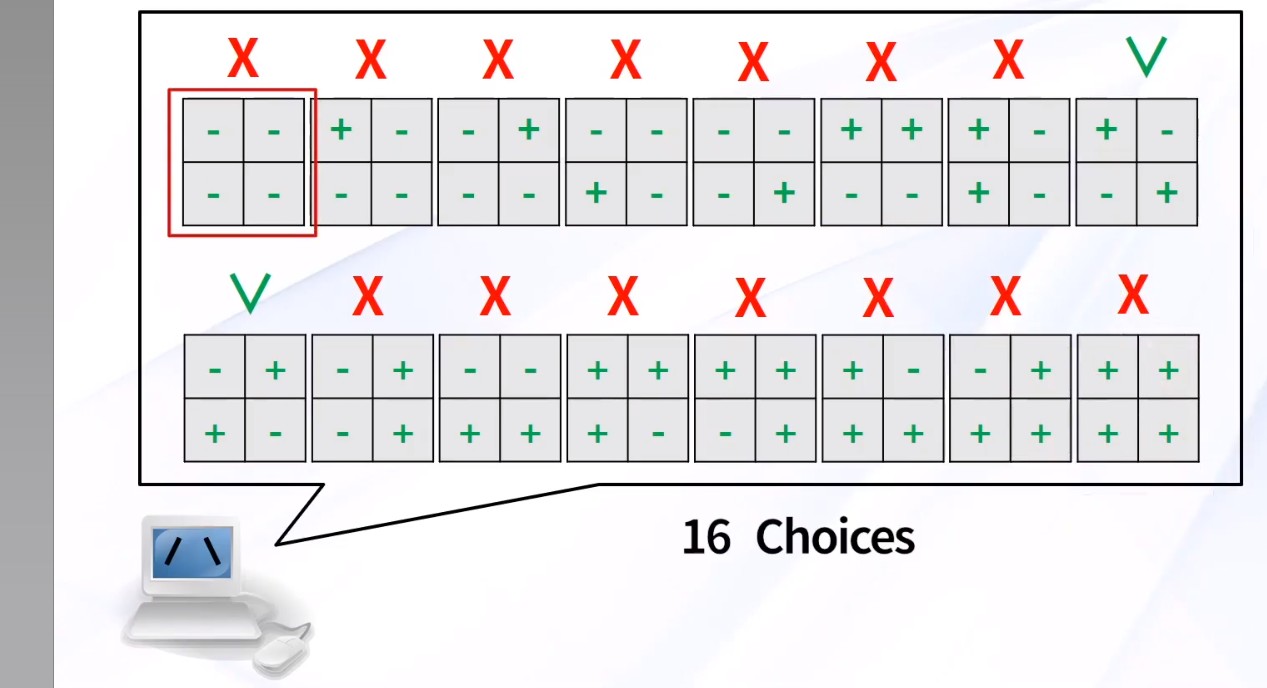 X X X X X X X V
- - + - - + - - - - + + + - + -
- - - - - - + - - + - - + - - +
V X X X X X X X
- + - + - - + + + + + - - + + +
+ - - + + + + - - + + + + + + +
16 Choices